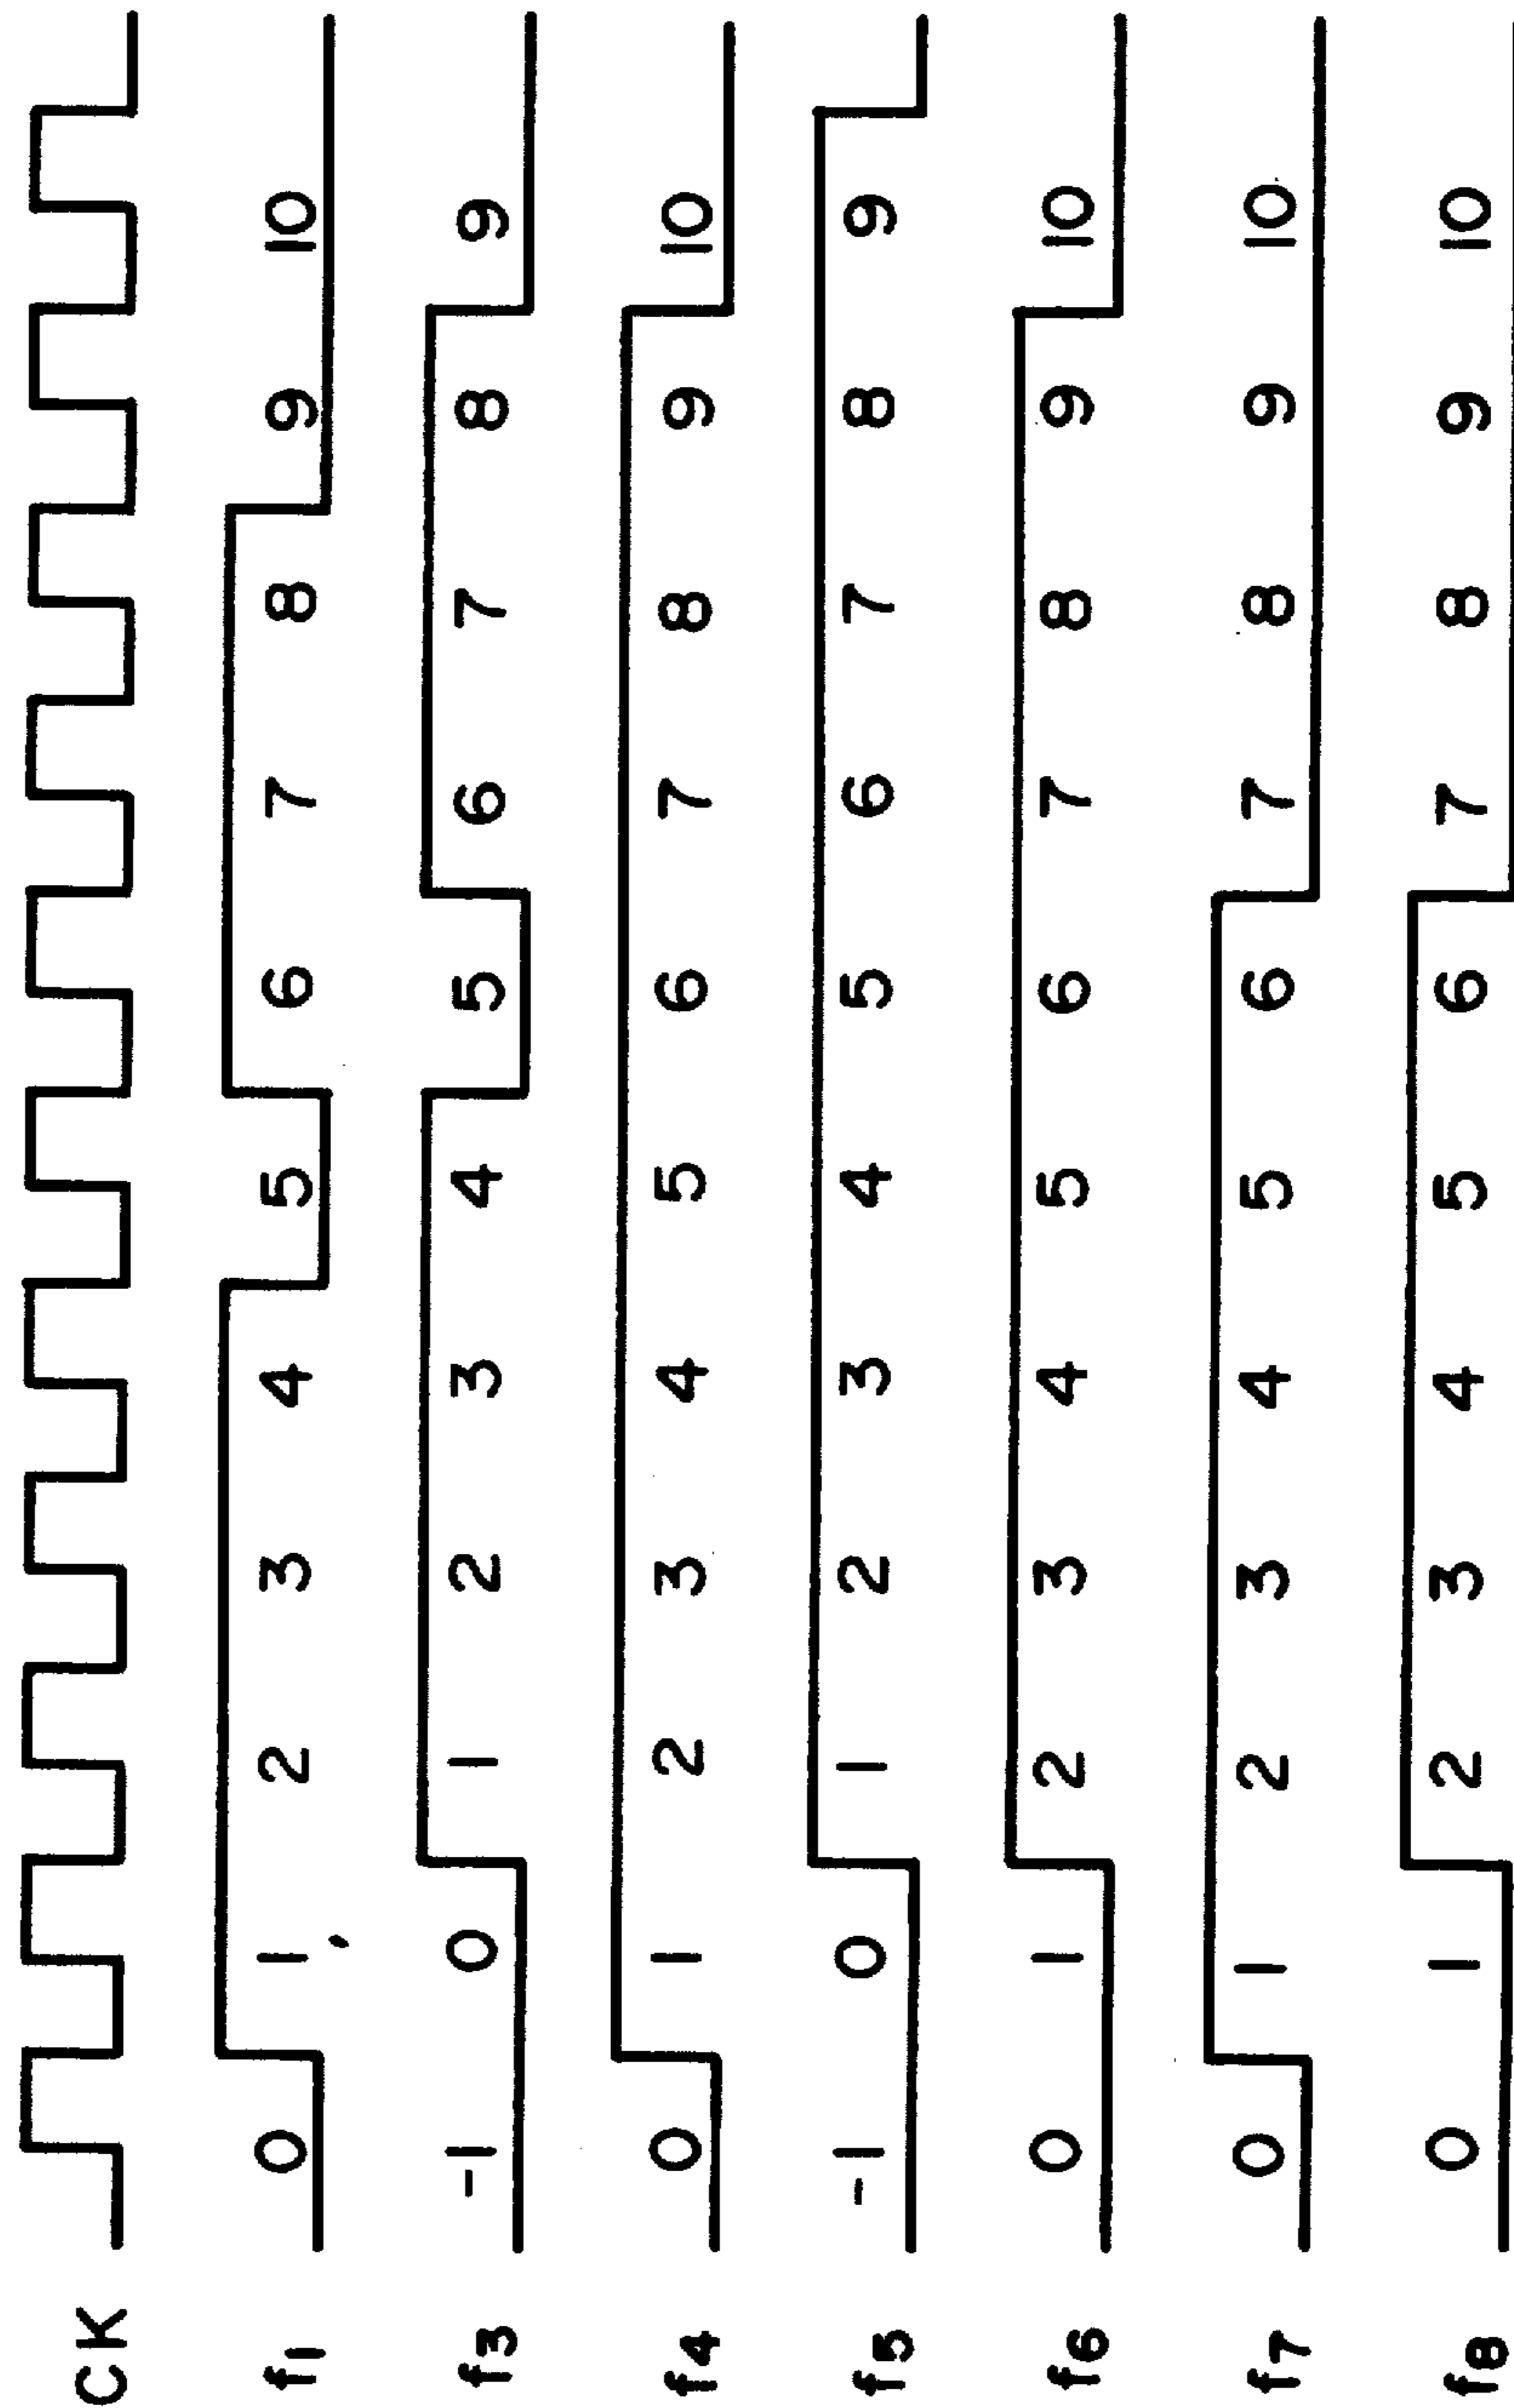 CK
f1 0 1 2 3 4 5 6 7 8 9 10
f3 -1 0 1 2 3 4 5 6 7 8 9
f4 0 1 2 3 4 5 6 7 8 9 10
f5 -1 0 1 2 3 4 5 6 7 8 9
f6 0 1 2 3 4 5 6 7 8 9 10
f7 0 1 2 3 4 5 6 7 8 9 10
f8 0 1 2 3 4 5 6 7 8 9 10